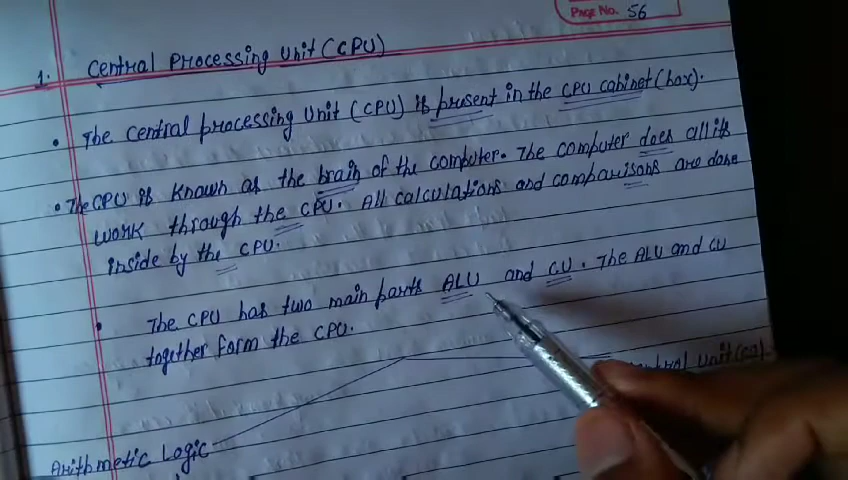 Page No. 56
1. Central Processing Unit (CPU)
• The Central processing Unit (CPU) is present in the CPU cabinet (box).
• The CPU is known as the brain of the computer. The computer does all its
work through the CPU. All calculations and comparisons are done
inside by the CPU.
• The CPU has two main parts ALU and CU. The ALU and CU
together form the CPU.
unit (CU)
Arithmetic Logic